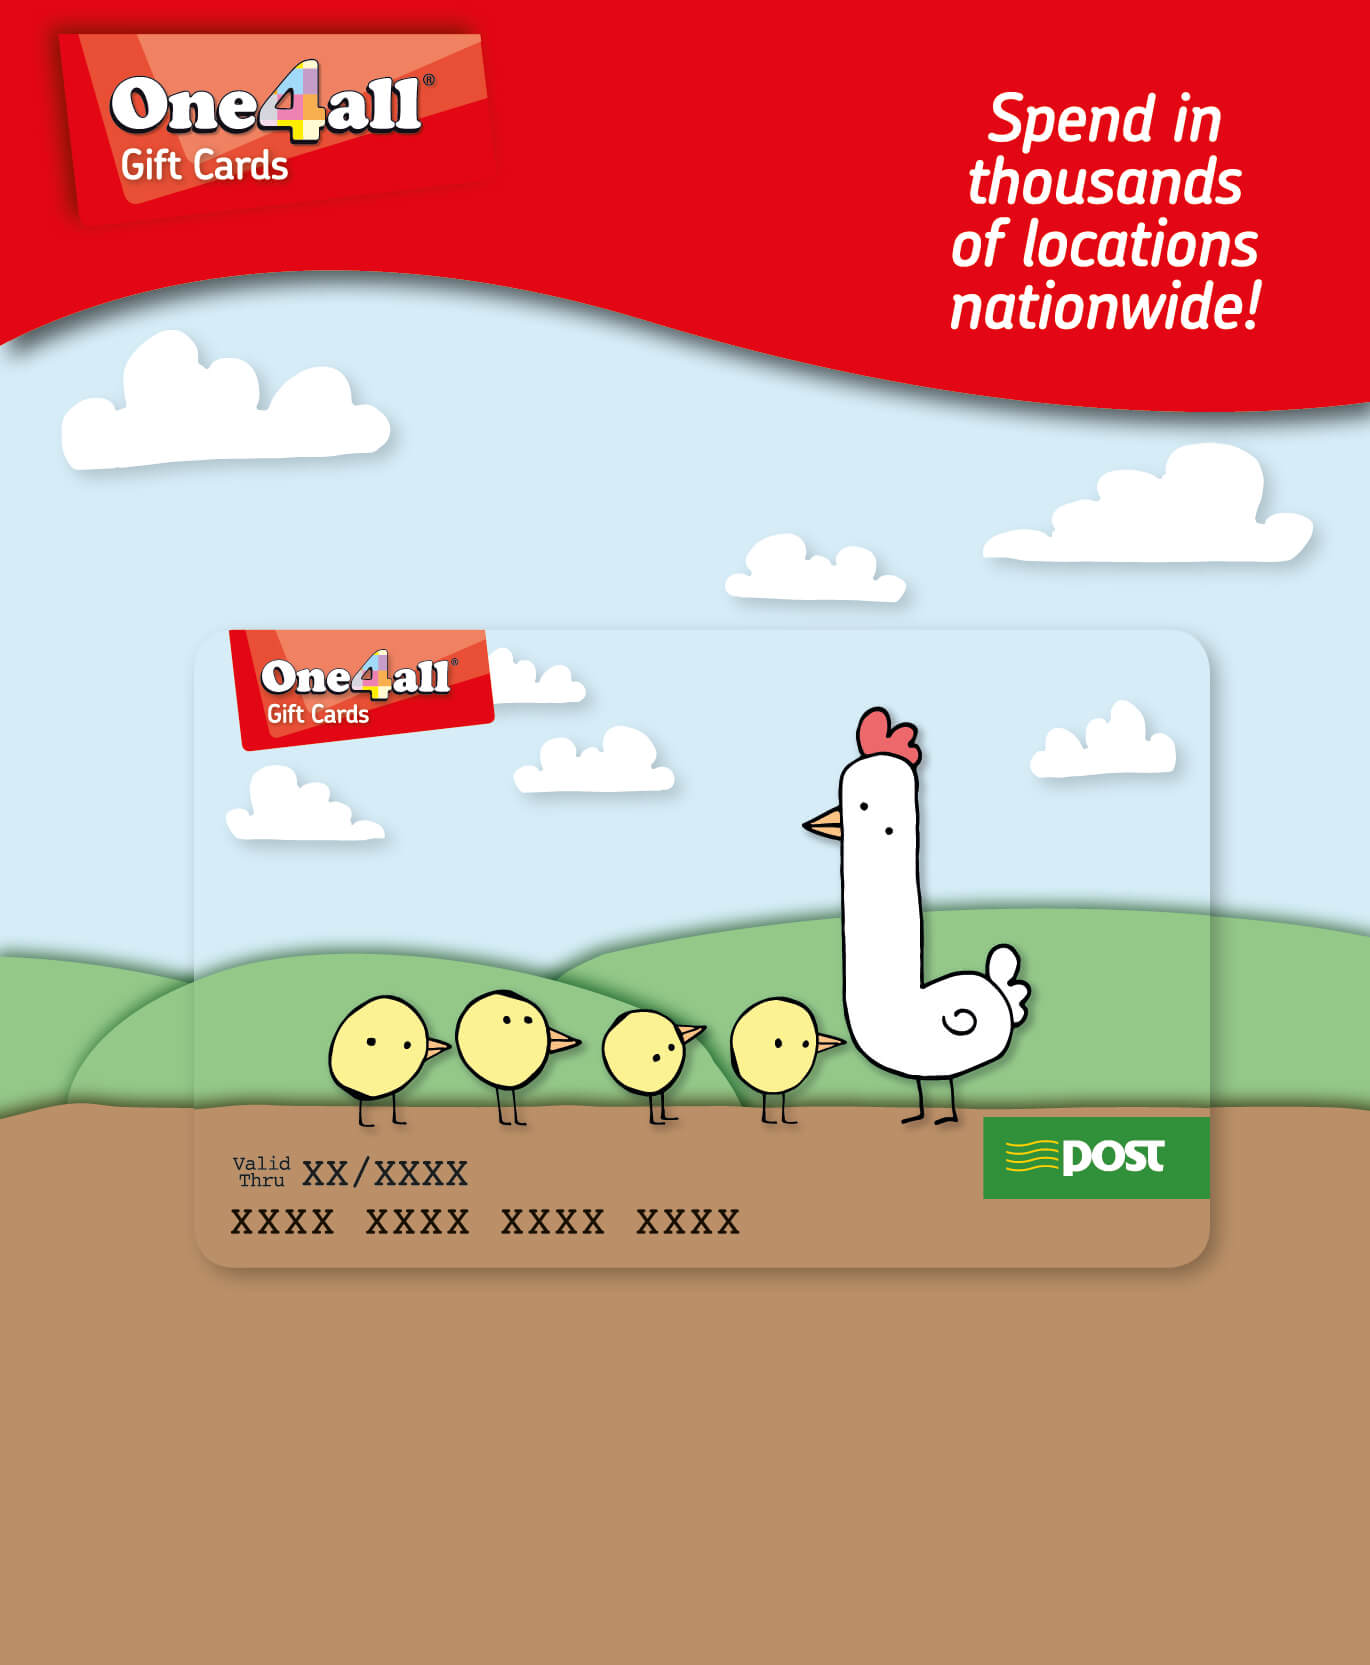 One4all®
Gift Cards
Spend in
thousands
of locations
nationwide!
One4all®
Gift Cards
Valid
Thru
XX/XXXX
XXXX XXXX XXXX XXXX
post